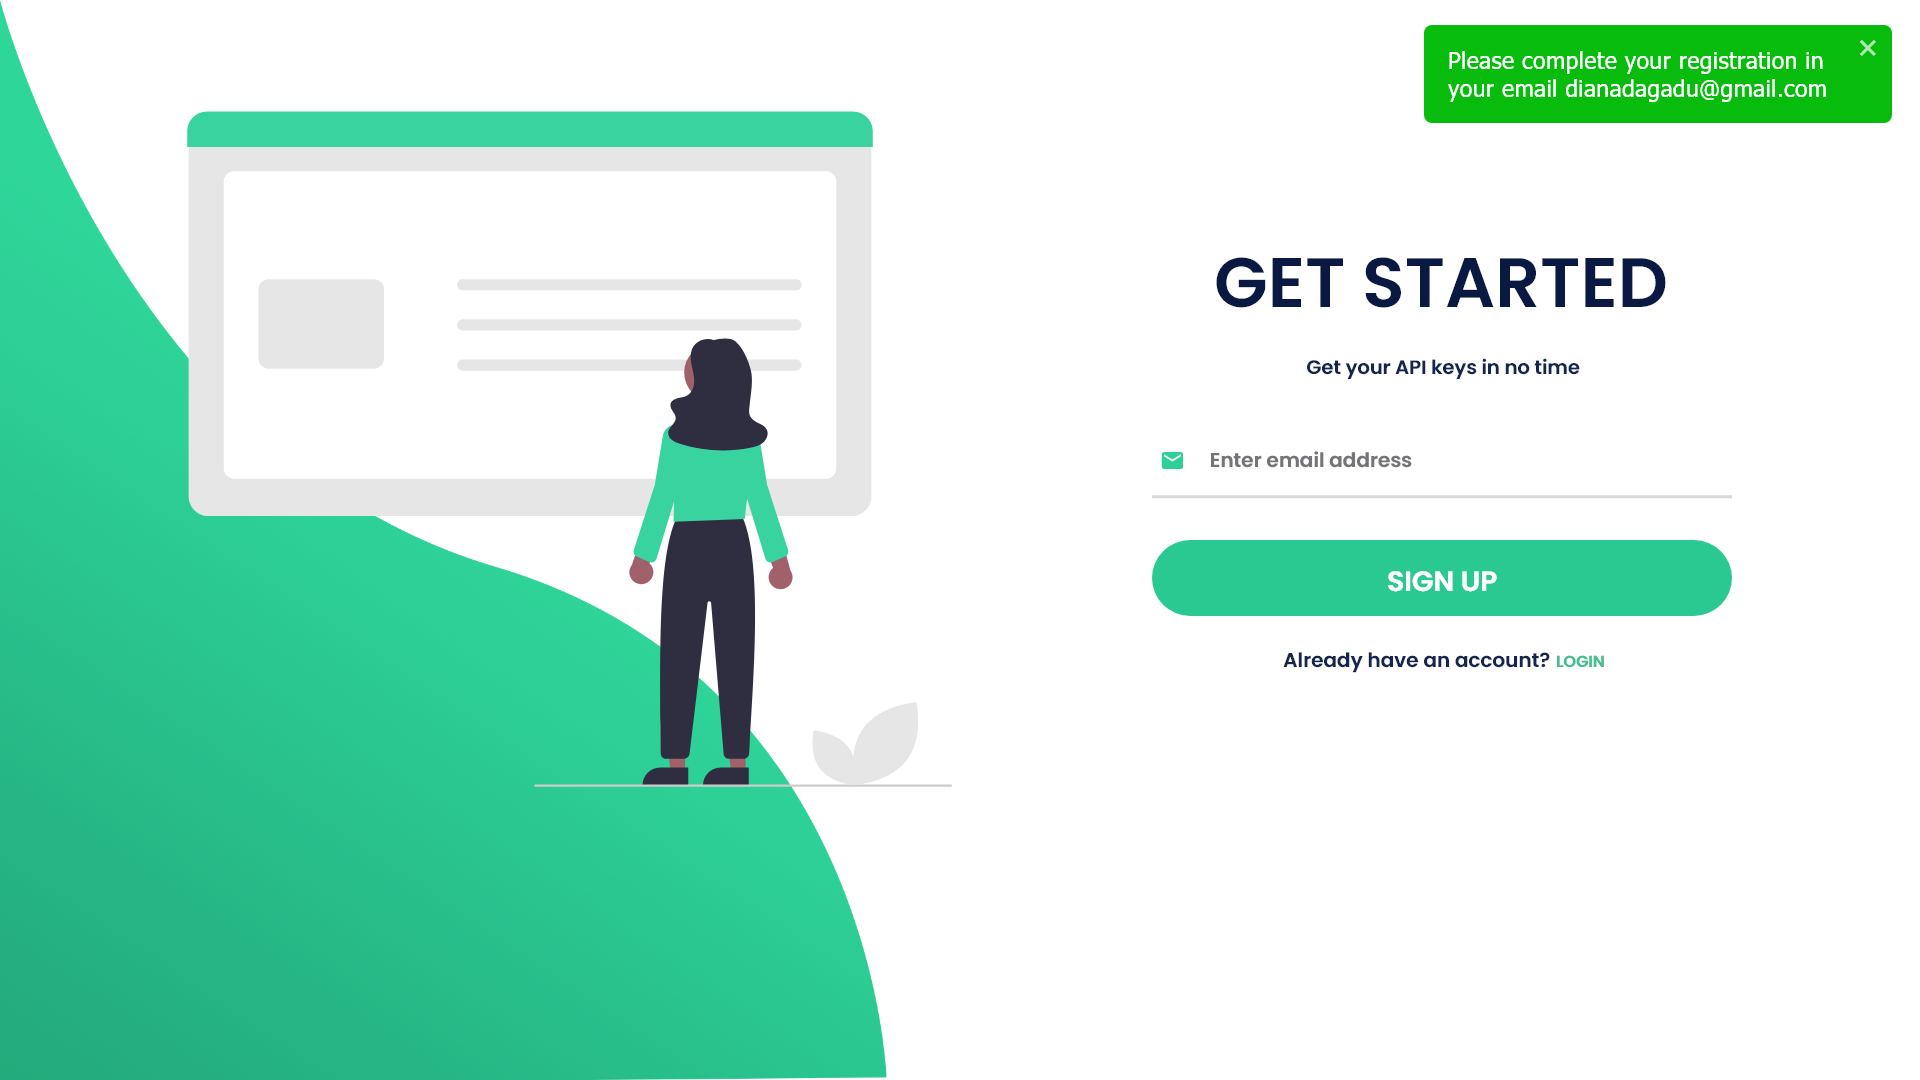 Please complete your registration in
your email dianadagadu@gmail.com
GET STARTED
Get your API keys in no time
Enter email address
SIGN UP
Already have an account? LOGIN